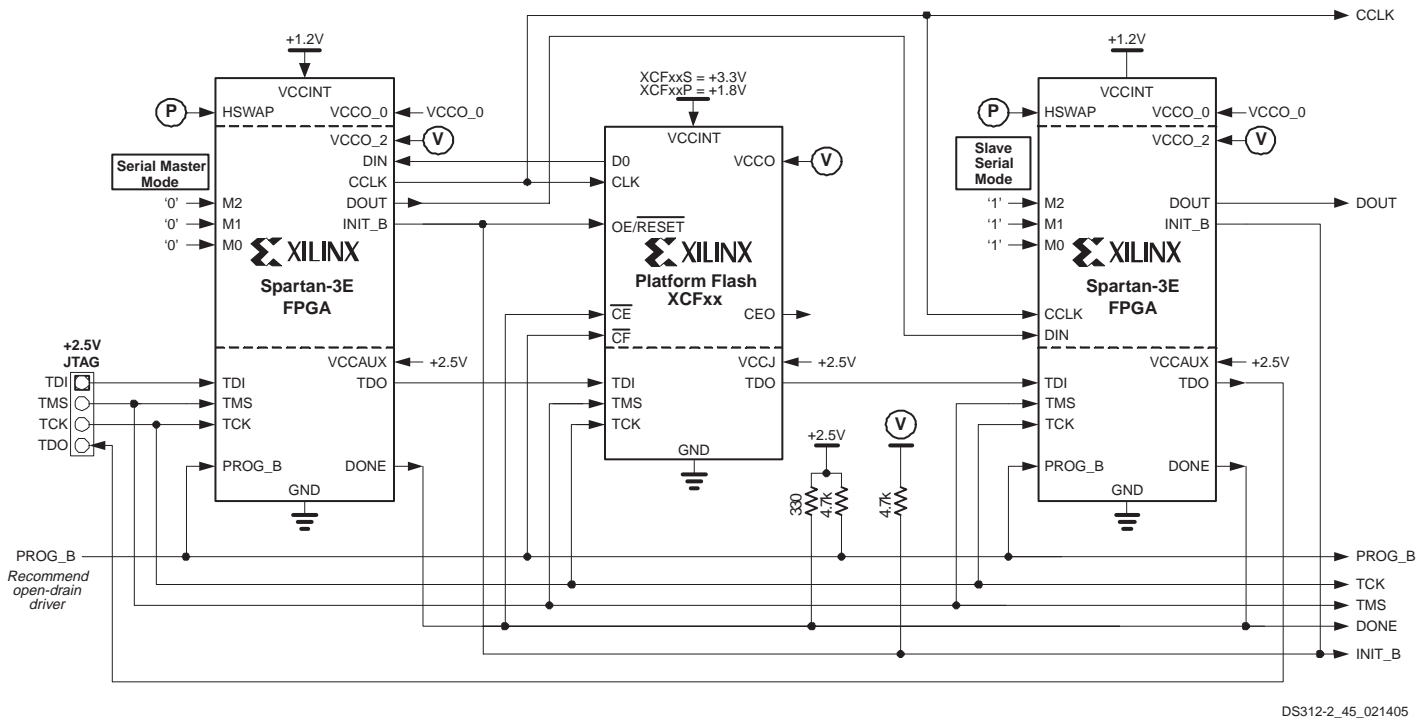 CCLK
+1.2V
XCFxxS = +3.3V
XCFxxP = +1.8V
+1.2V
VCCINT
P
HSWAP
VCCO_0
VCCO_0
VCCO_2
V
Serial Master
Mode
DIN
CCLK
DOUT
INIT_B
'0'
M2
'0'
M1
'0'
M0
XILINX
Spartan-3E
FPGA
VCCAUX
+2.5V
+2.5V
JTAG
TDI
TMS
TCK
TDO
TDI
TMS
TCK
TDO
PROG_B
DONE
GND
VCCINT
D0
CLK
VCCO
V
OE/RESET
XILINX
Platform Flash
XCFxx
CE
CF
CEO
VCCJ
+2.5V
TDI
TMS
TCK
TDO
GND
+2.5V
330
4.7k
V
4.7k
VCCINT
P
HSWAP
VCCO_0
VCCO_0
VCCO_2
V
Slave
Serial
Mode
'1'
M2
'1'
M1
'1'
M0
DOUT
DOUT
INIT_B
XILINX
Spartan-3E
FPGA
CCLK
DIN
VCCAUX
+2.5V
TDI
TMS
TCK
TDO
PROG_B
DONE
GND
PROG_B
Recommend
open-drain
driver
PROG_B
TCK
TMS
DONE
INIT_B
DS312-2_45_021405